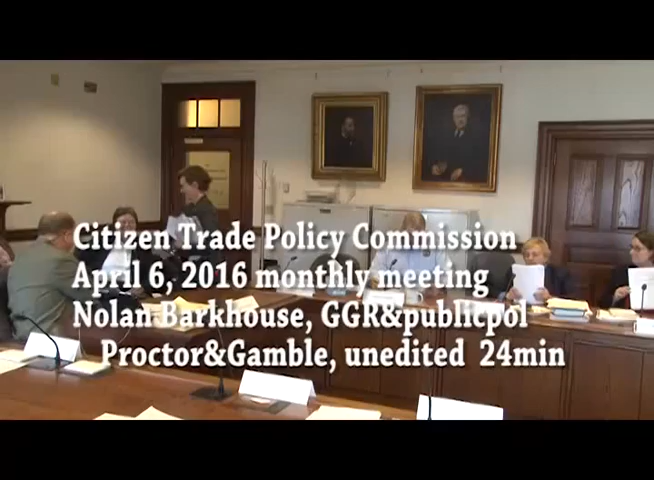 Citizen Trade Policy Commission
April 6, 2016 monthly meeting
Nolan Barkhouse, GGR&publicpol
Proctor&Gamble, unedited 24min